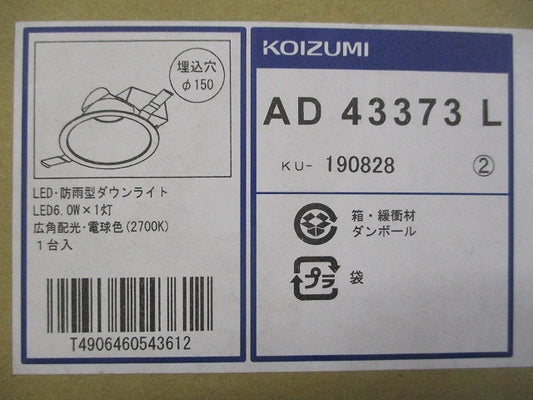 埋込穴
φ150
LED・防雨型ダウンライト
LED6.0W×1灯
広角配光・電球色(2700K)
1台入
T4906460543612
KOIZUMI
AD 43373 L
KU- 190828 ②
箱・緩衝材
ダンボール
プラ
袋